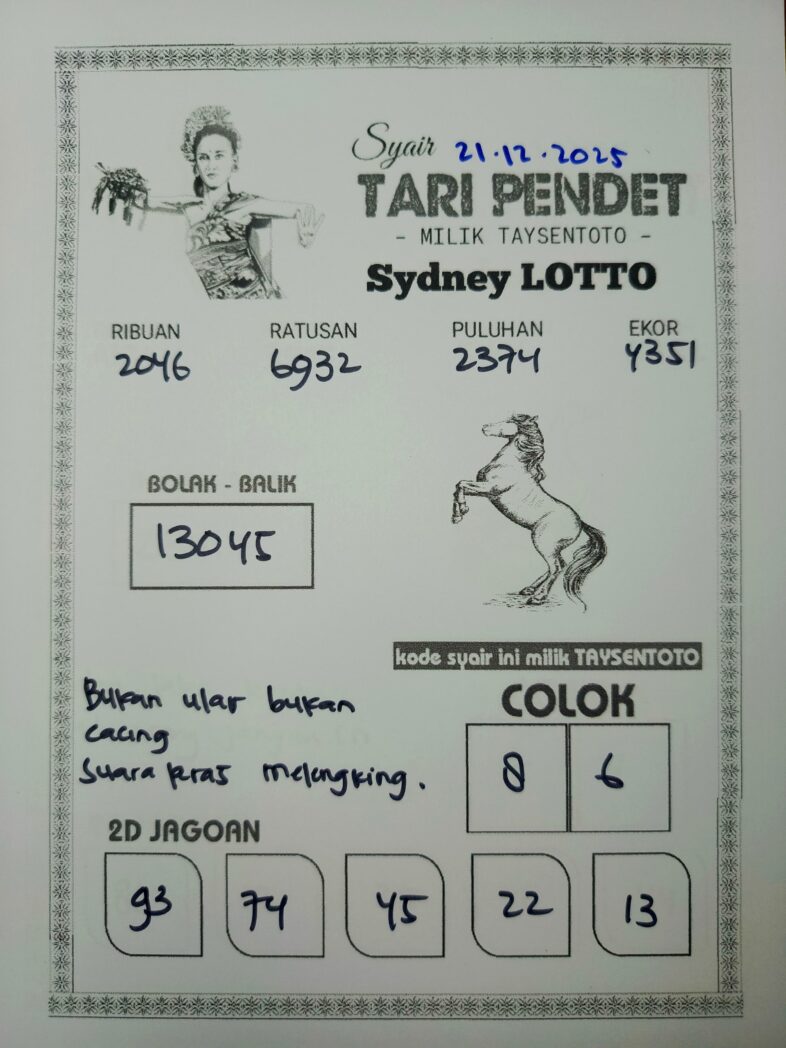 Syair 21.12.2025
TARI PENDET
- MILIK TAYSENTOTO -
Sydney LOTTO
RIBUAN RATUSAN PULUHAN EKOR
2046 6932 2374 4351
BOLAK - BALIK
13045
kode syair ini milik TAYSENTOTO
Bukan ular bukan
cacing
Suara kras melengking.
COLOK
8 6
2D JAGOAN
93 74 45 22 13